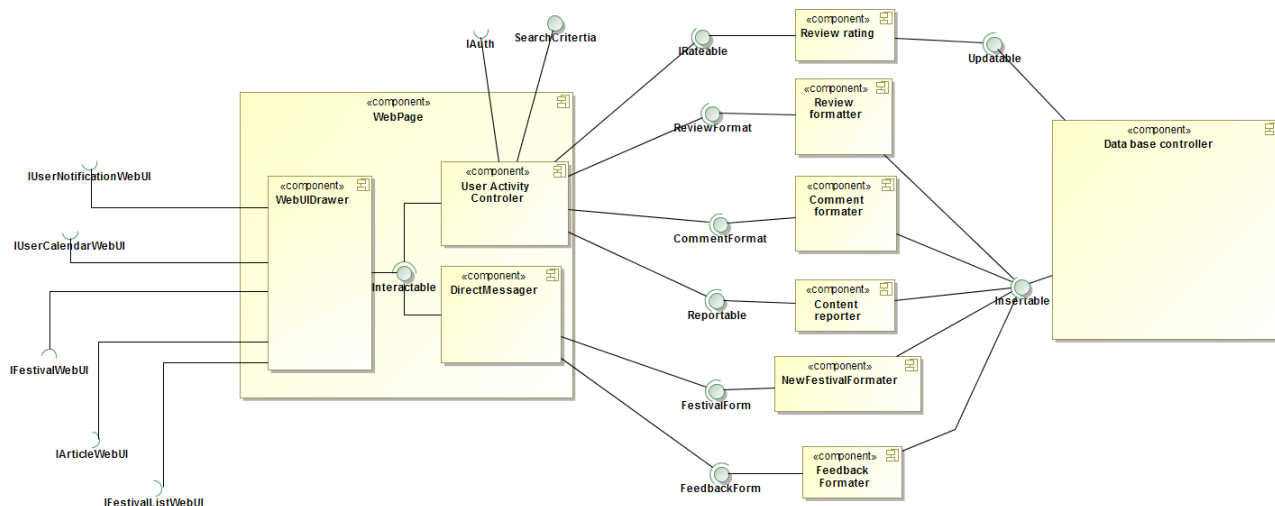 «component»
WebPage
IAuth
SearchCritertia
IUserNotificationWebUI
IUserCalendarWebUI
IFestivalWebUI
IArticleWebUI
IFestivalListWebUI
«component»
WebUIDrawer
Interactable
«component»
User Activity
Controler
«component»
DirectMessager
IRateable
ReviewFormat
CommentFormat
Reportable
FestivalForm
FeedbackForm
«component»
Review rating
«component»
Review
formatter
«component»
Comment
formater
«component»
Content
reporter
«component»
NewFestivalFormater
«component»
Feedback
Formater
Updatable
Insertable
«component»
Data base controller